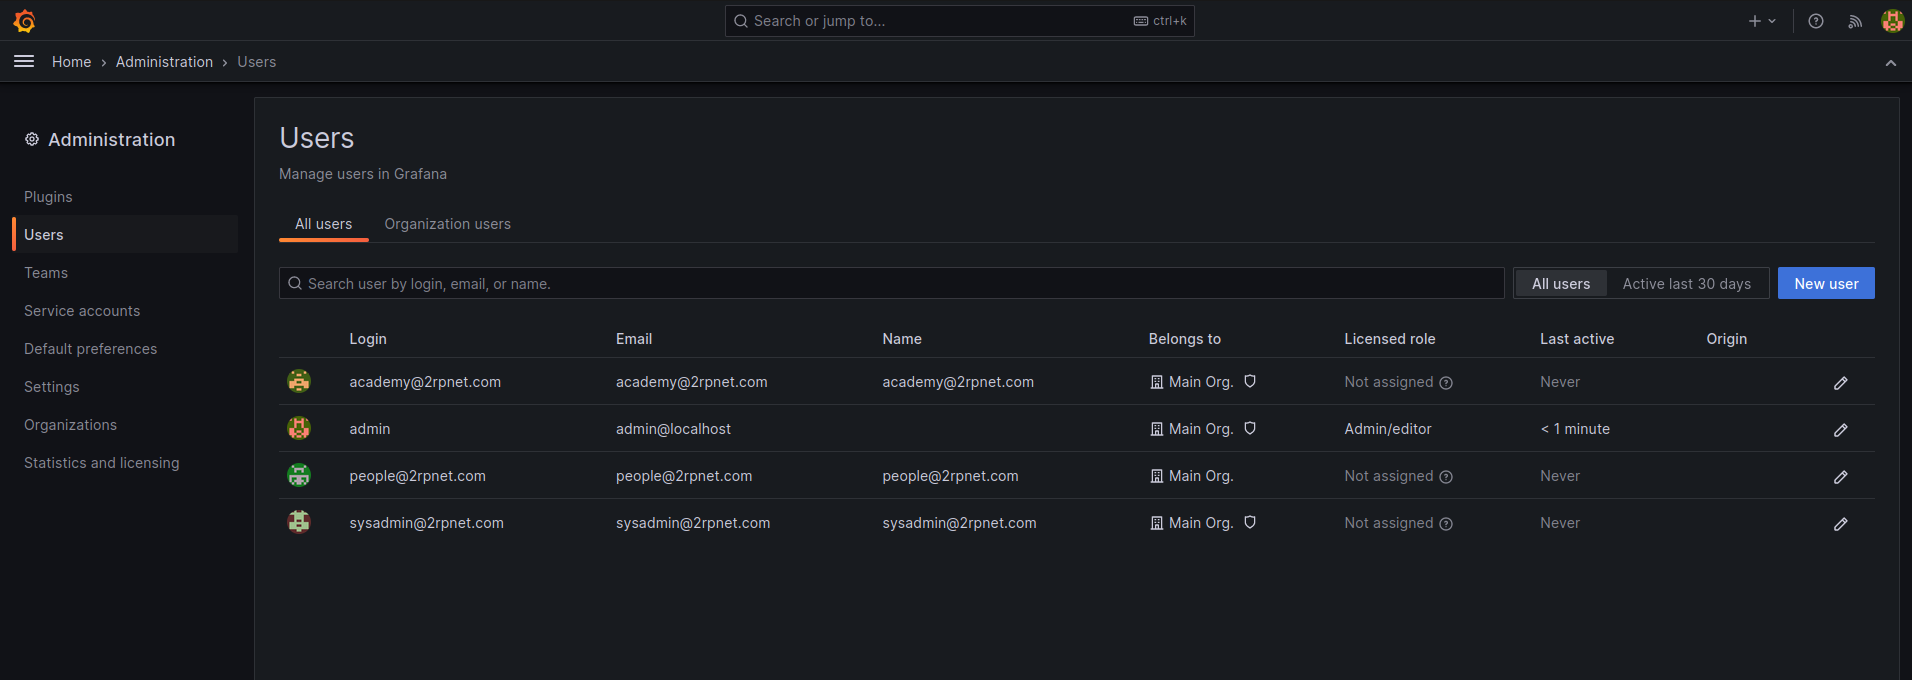 Search or jump to... ctrl+k
Home › Administration › Users
Administration
Plugins
Users
Teams
Service accounts
Default preferences
Settings
Organizations
Statistics and licensing
Users
Manage users in Grafana
All users Organization users
Search user by login, email, or name. All users Active last 30 days New user
Login Email Name Belongs to Licensed role Last active Origin
academy@2rpnet.com academy@2rpnet.com academy@2rpnet.com Main Org. Not assigned Never
admin admin@localhost Main Org. Admin/editor < 1 minute
people@2rpnet.com people@2rpnet.com people@2rpnet.com Main Org. Not assigned Never
sysadmin@2rpnet.com sysadmin@2rpnet.com sysadmin@2rpnet.com Main Org. Not assigned Never